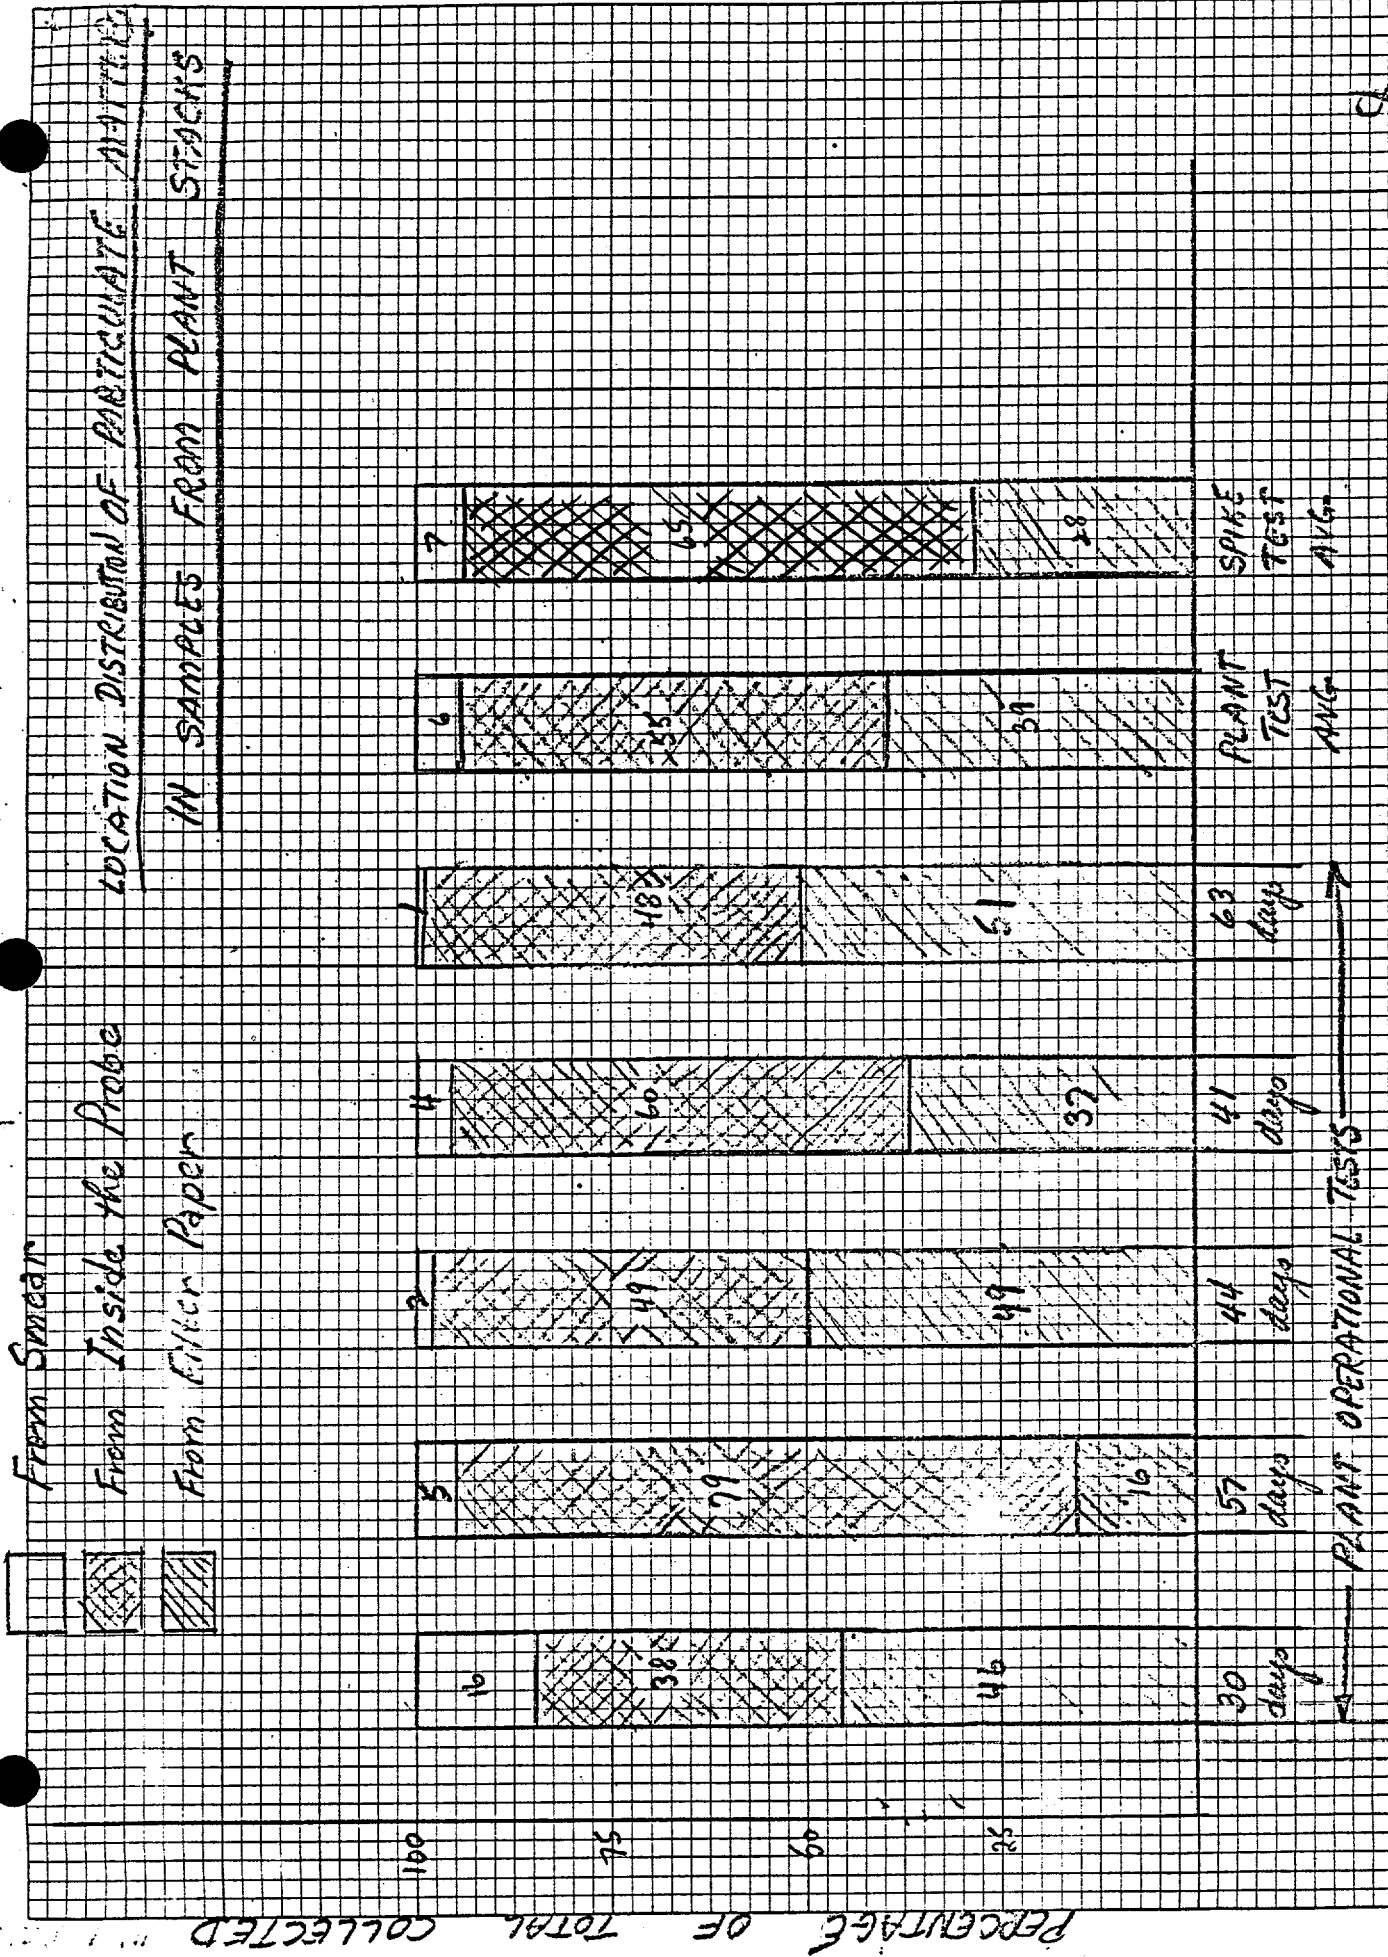 From Smear
From Inside the Probe
From Filter Paper
LOCATION DISTRIBUTION OF PARTICULATE MATTER
IN SAMPLES FROM PLANT STACKS
PERCENTAGE OF TOTAL COLLECTED
100
75
50
25
16
38
46
5
79
16
2
49
49
4
60
37
1
48
51
6
55
39
7
65
28
30
days
57
days
44
days
41
days
63
days
PLANT
TEST
AVG.
SPIKE
TEST
AVG.
PLANT OPERATIONAL TESTS